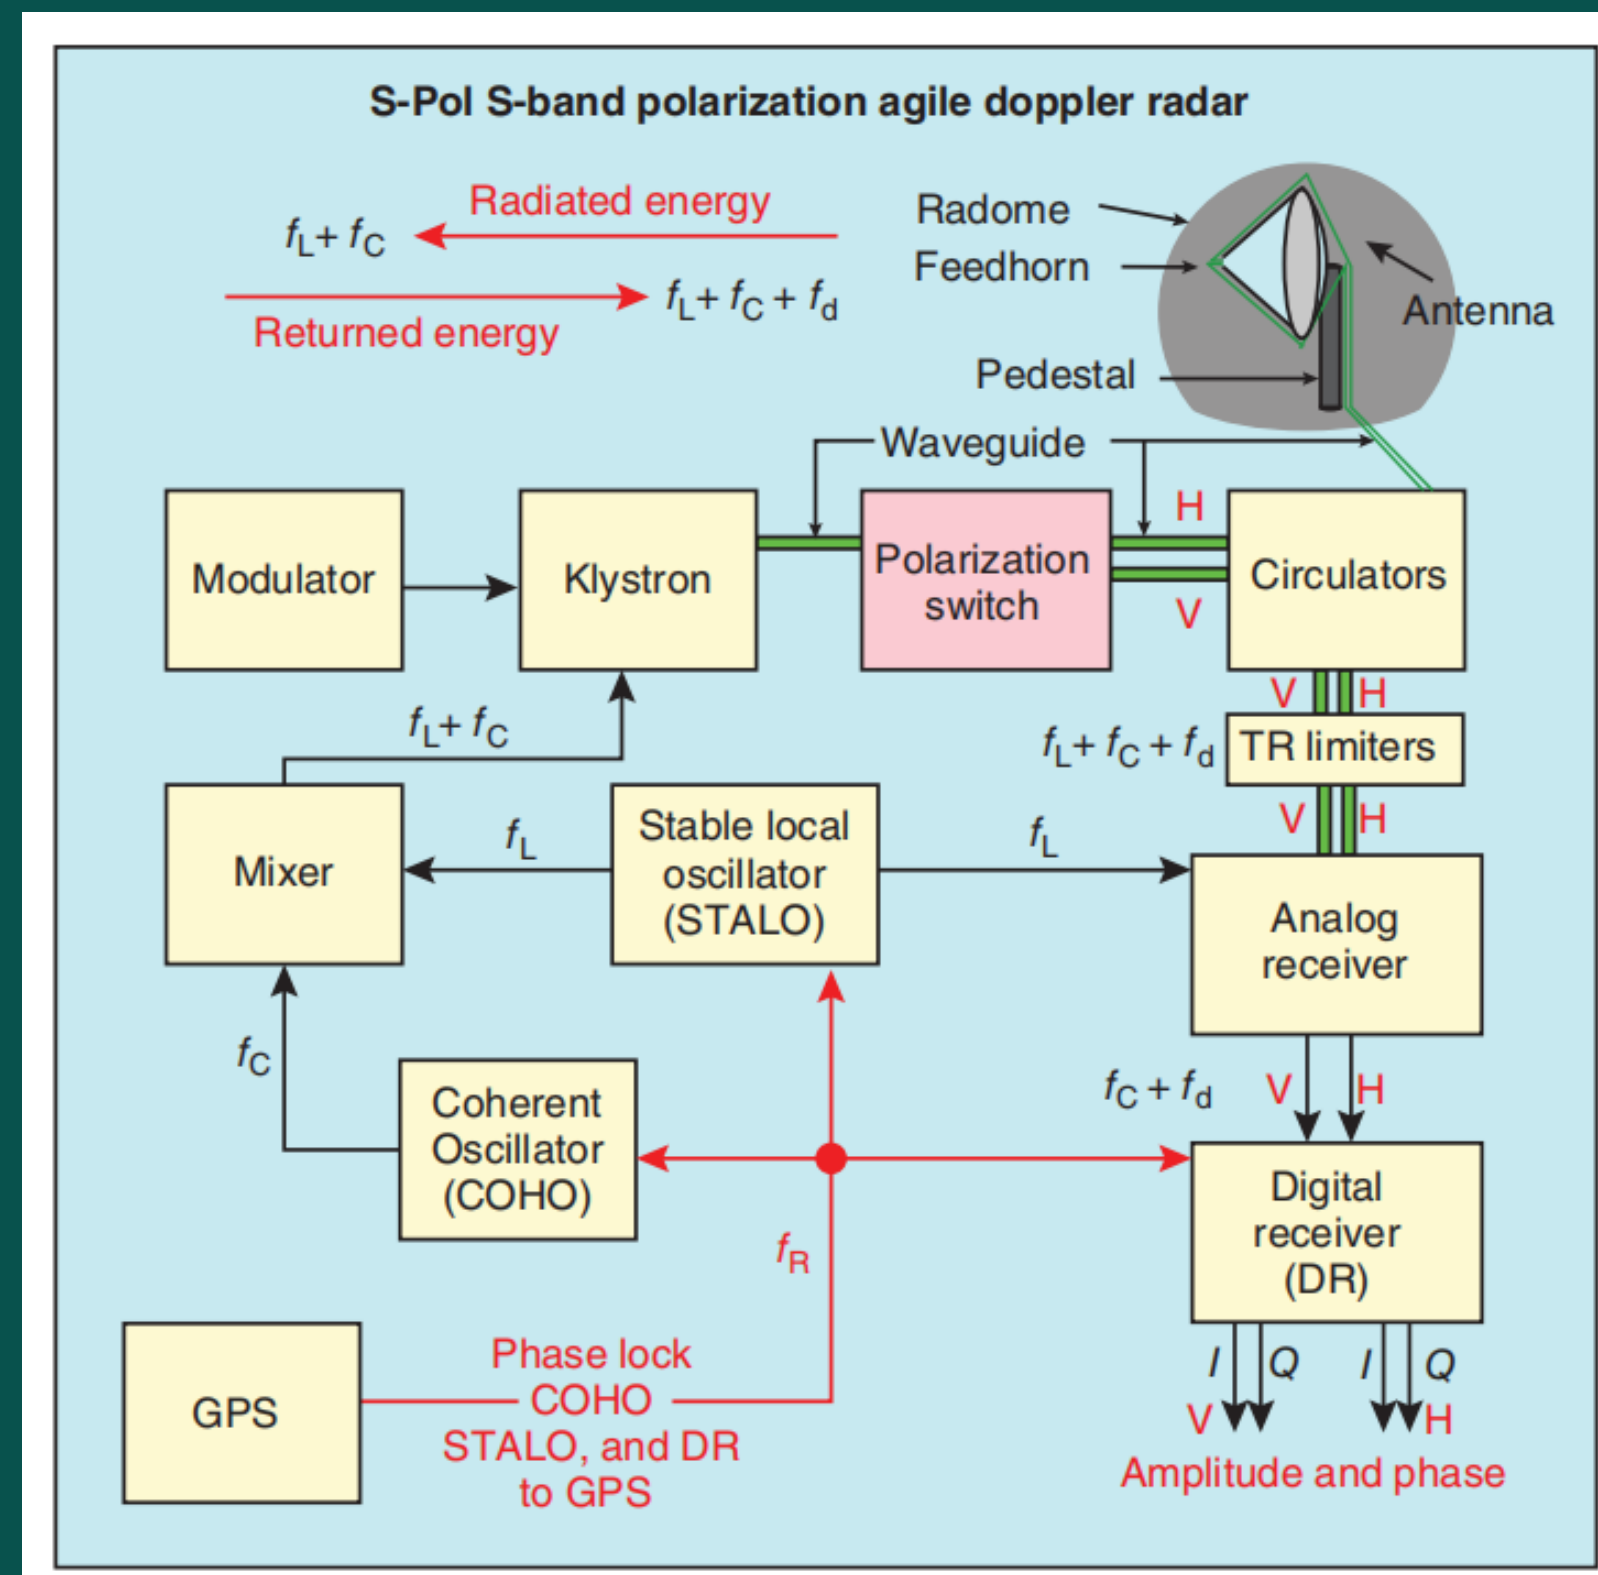 S-Pol S-band polarization agile doppler radar
Radiated energy
fL+ fC
fL+ fC + fd
Returned energy
Radome
Feedhorn
Antenna
Pedestal
Waveguide
Modulator
Klystron
Polarization
switch
H
V
Circulators
V H
fL+ fC
fL+ fC + fd
TR limiters
V H
Mixer
fL
Stable local
oscillator
(STALO)
fL
Analog
receiver
fC
Coherent
Oscillator
(COHO)
fC + fd
V H
fR
Digital
receiver
(DR)
GPS
Phase lock
COHO
STALO, and DR
to GPS
I Q I Q
V H
Amplitude and phase